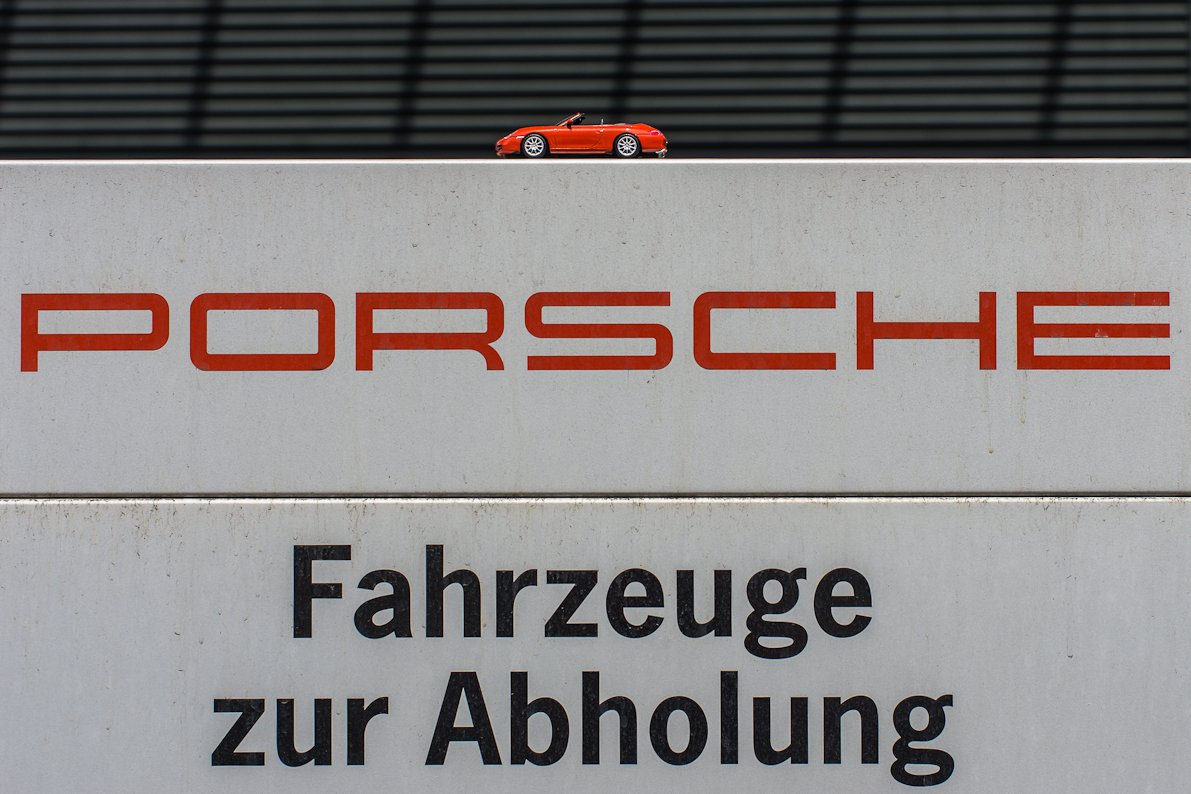 PORSCHE
Fahrzeuge
zur Abholung